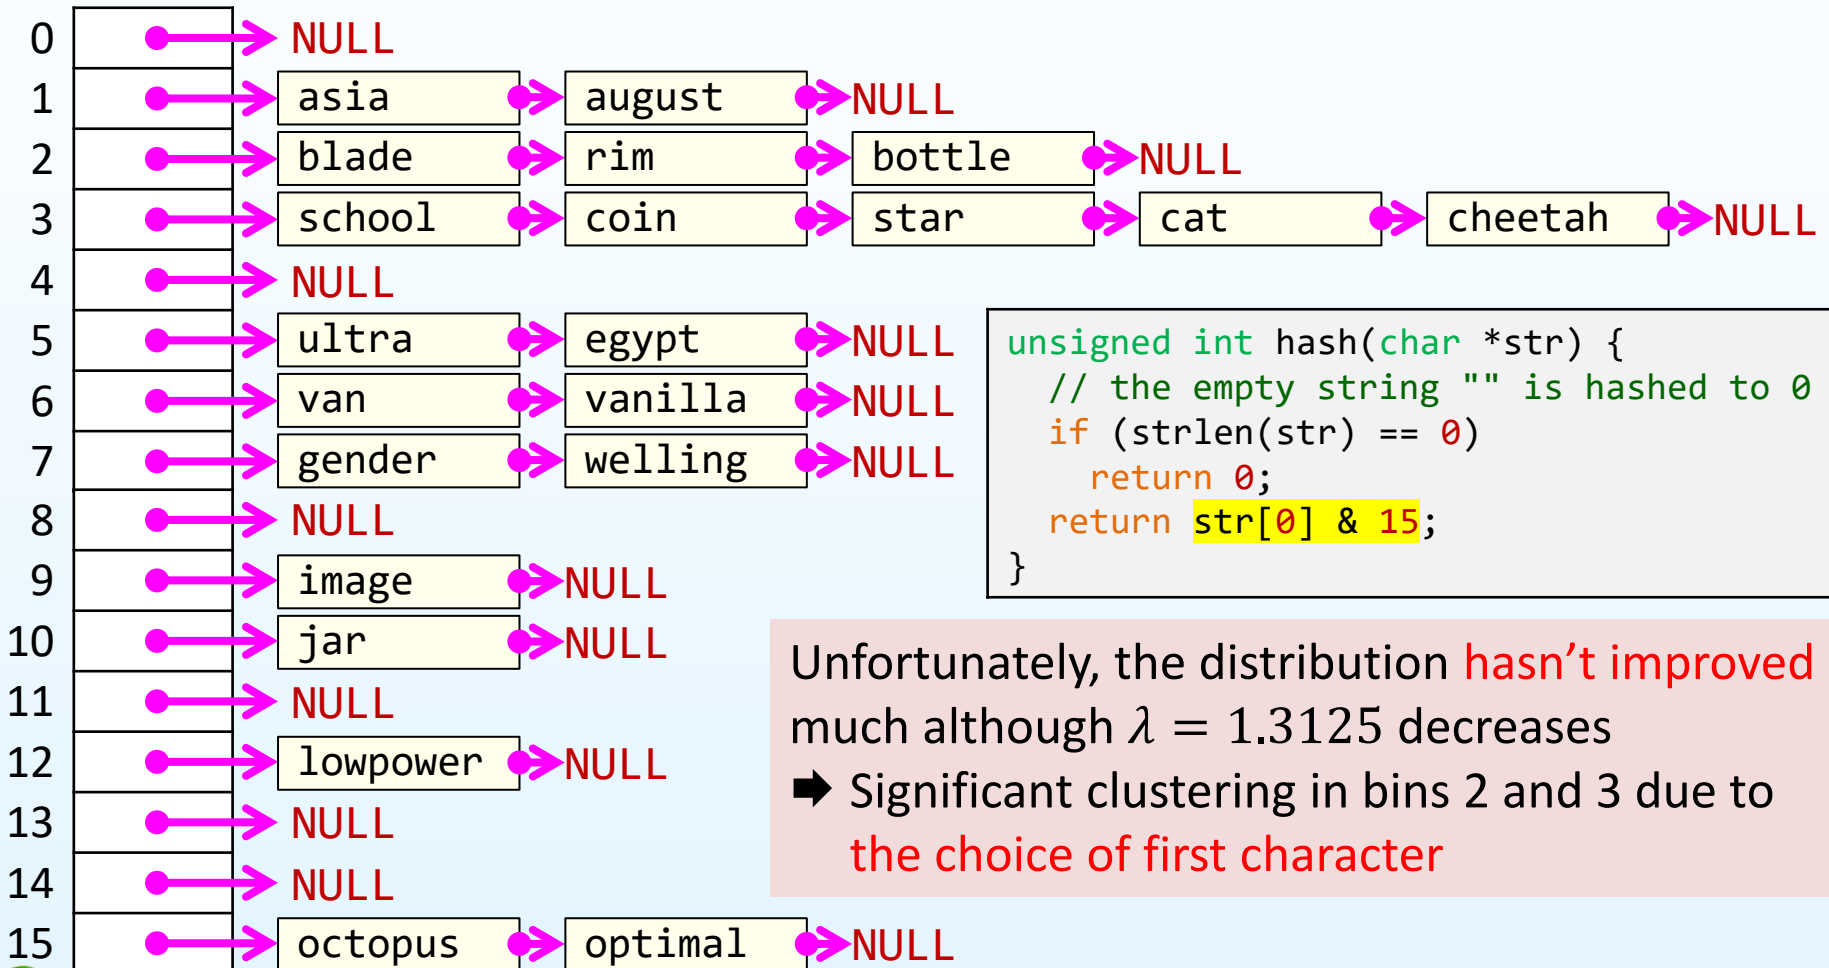 0 NULL
1 asia august NULL
2 blade rim bottle NULL
3 school coin star cat cheetah NULL
4 NULL
5 ultra egypt NULL
6 van vanilla NULL
7 gender welling NULL
8 NULL
9 image NULL
10 jar NULL
11 NULL
12 lowpower NULL
13 NULL
14 NULL
15 octopus optimal NULL
unsigned int hash(char *str) {
// the empty string "" is hashed to 0
if (strlen(str) == 0)
return 0;
return str[0] & 15;
}
Unfortunately, the distribution hasn't improved
much although λ = 1.3125 decreases
➡ Significant clustering in bins 2 and 3 due to
the choice of first character